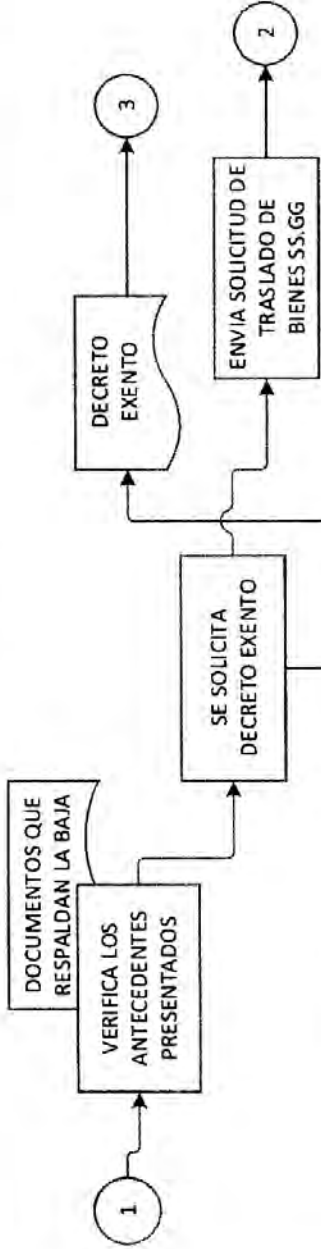 1
DOCUMENTOS QUE
RESPALDAN LA BAJA
VERIFICA LOS
ANTECEDENTES
PRESENTADOS
SE SOLICITA
DECRETO EXENTO
DECRETO
EXENTO
3
ENVIA SOLICITUD DE
TRASLADO DE
BIENES SS.GG
2